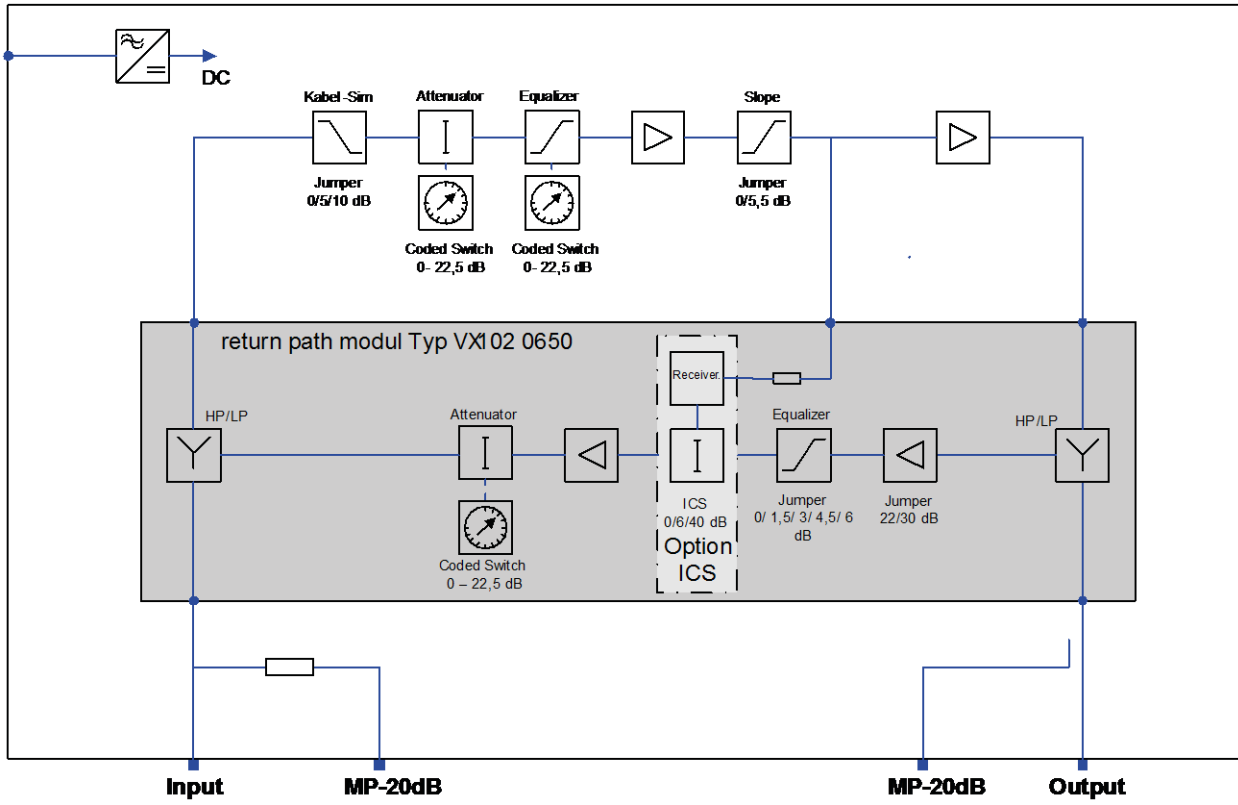 DC
Kabel-Sim
Attenuator
Equalizer
Slope
Jumper
0/5/10 dB
Jumper
0/5,5 dB
Coded Switch
0- 22,5 dB
Coded Switch
0- 22,5 dB
return path modul Typ VX102 0650
Receiver.
HP/LP
Attenuator
Equalizer
HP/LP
ICS
0/6/40 dB
Jumper
0/ 1,5/ 3/ 4,5/ 6
dB
Jumper
22/30 dB
Option
ICS
Coded Switch
0 – 22,5 dB
Input
MP-20dB
MP-20dB
Output